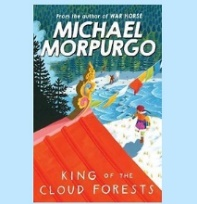 From the author of WAR HORSE
MICHAEL
MORPURGO
KING OF THE
CLOUD FORESTS